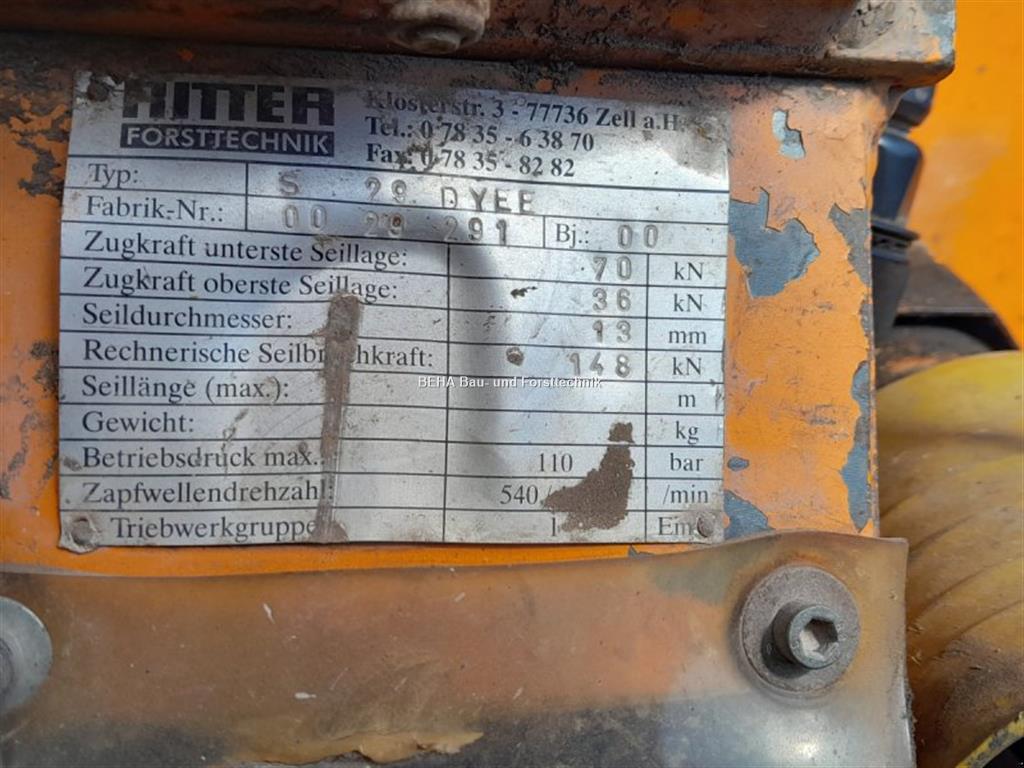 RITTER
FORSTTECHNIK
Klosterstr. 3 - 77736 Zell a.H.
Tel.: 0 78 35 - 6 38 70
Fax: 0 78 35 - 82 82
Typ: S 28 DYEE
Fabrik-Nr.: 00 29 291 Bj.: 00
Zugkraft unterste Seillage: 70 kN
Zugkraft oberste Seillage: 36 kN
Seildurchmesser: 13 mm
Rechnerische Seilbruchkraft: 148 kN
BEHA Bau- und Forsttechnik
Seillänge (max.): m
Gewicht: kg
Betriebsdruck max.: 110 bar
Zapfwellendrehzahl: 540 /min
Triebwerkgruppe 1 Em